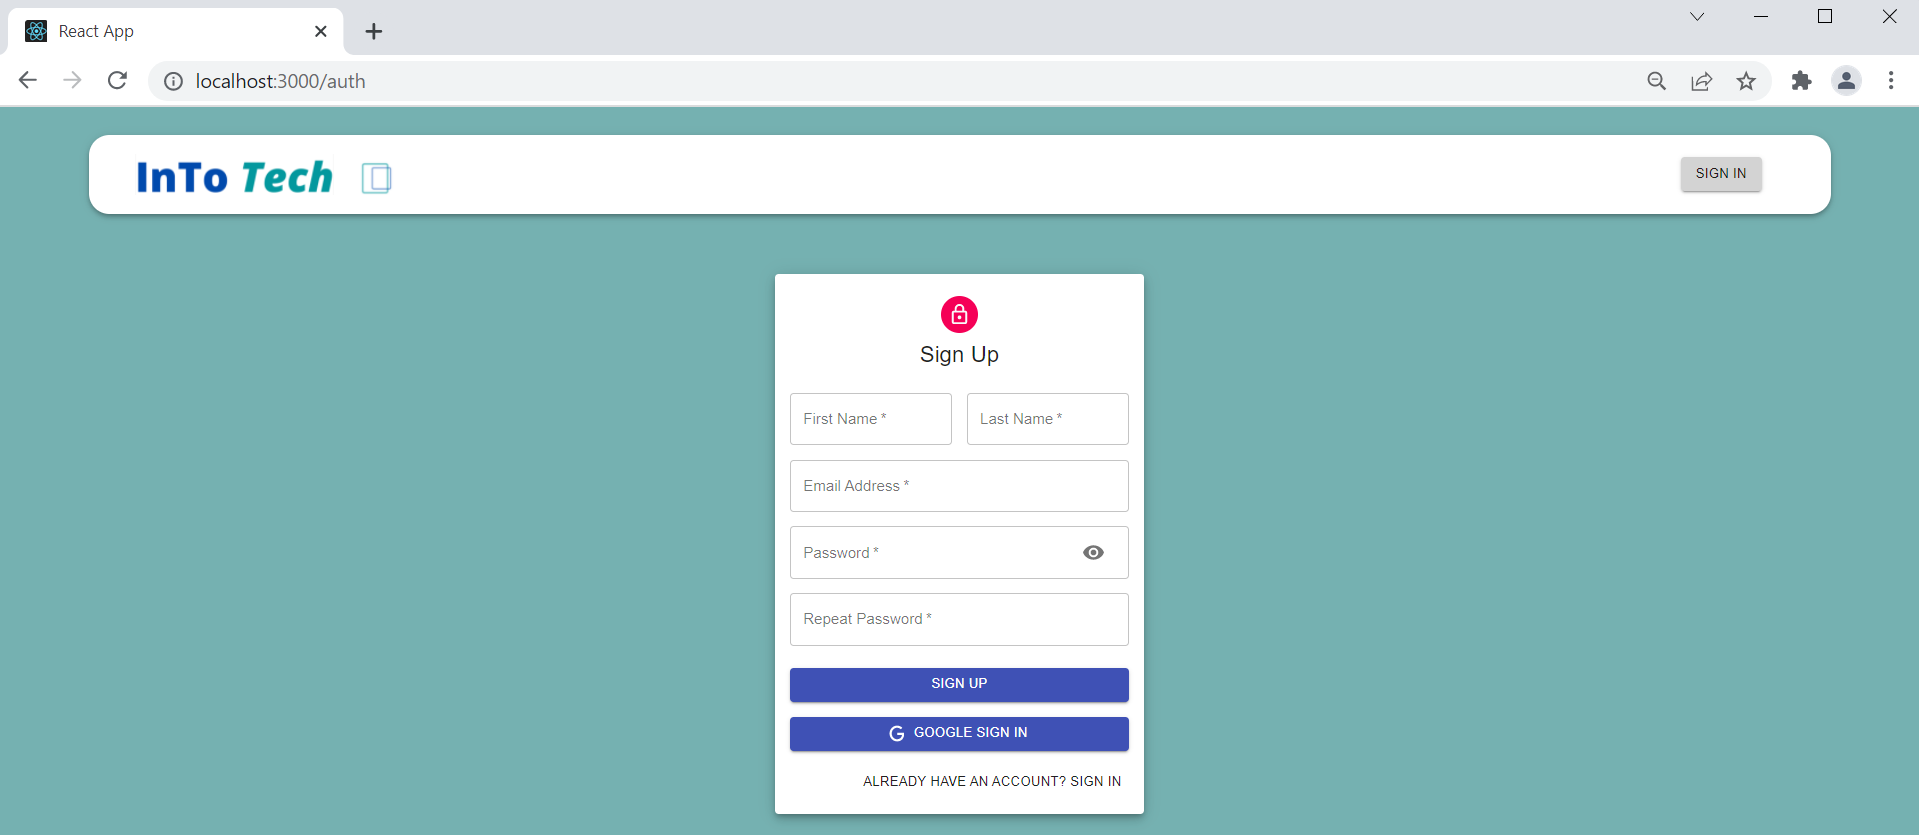 React App
localhost:3000/auth
InTo Tech
SIGN IN
Sign Up
First Name *
Last Name *
Email Address *
Password *
Repeat Password *
SIGN UP
G GOOGLE SIGN IN
ALREADY HAVE AN ACCOUNT? SIGN IN